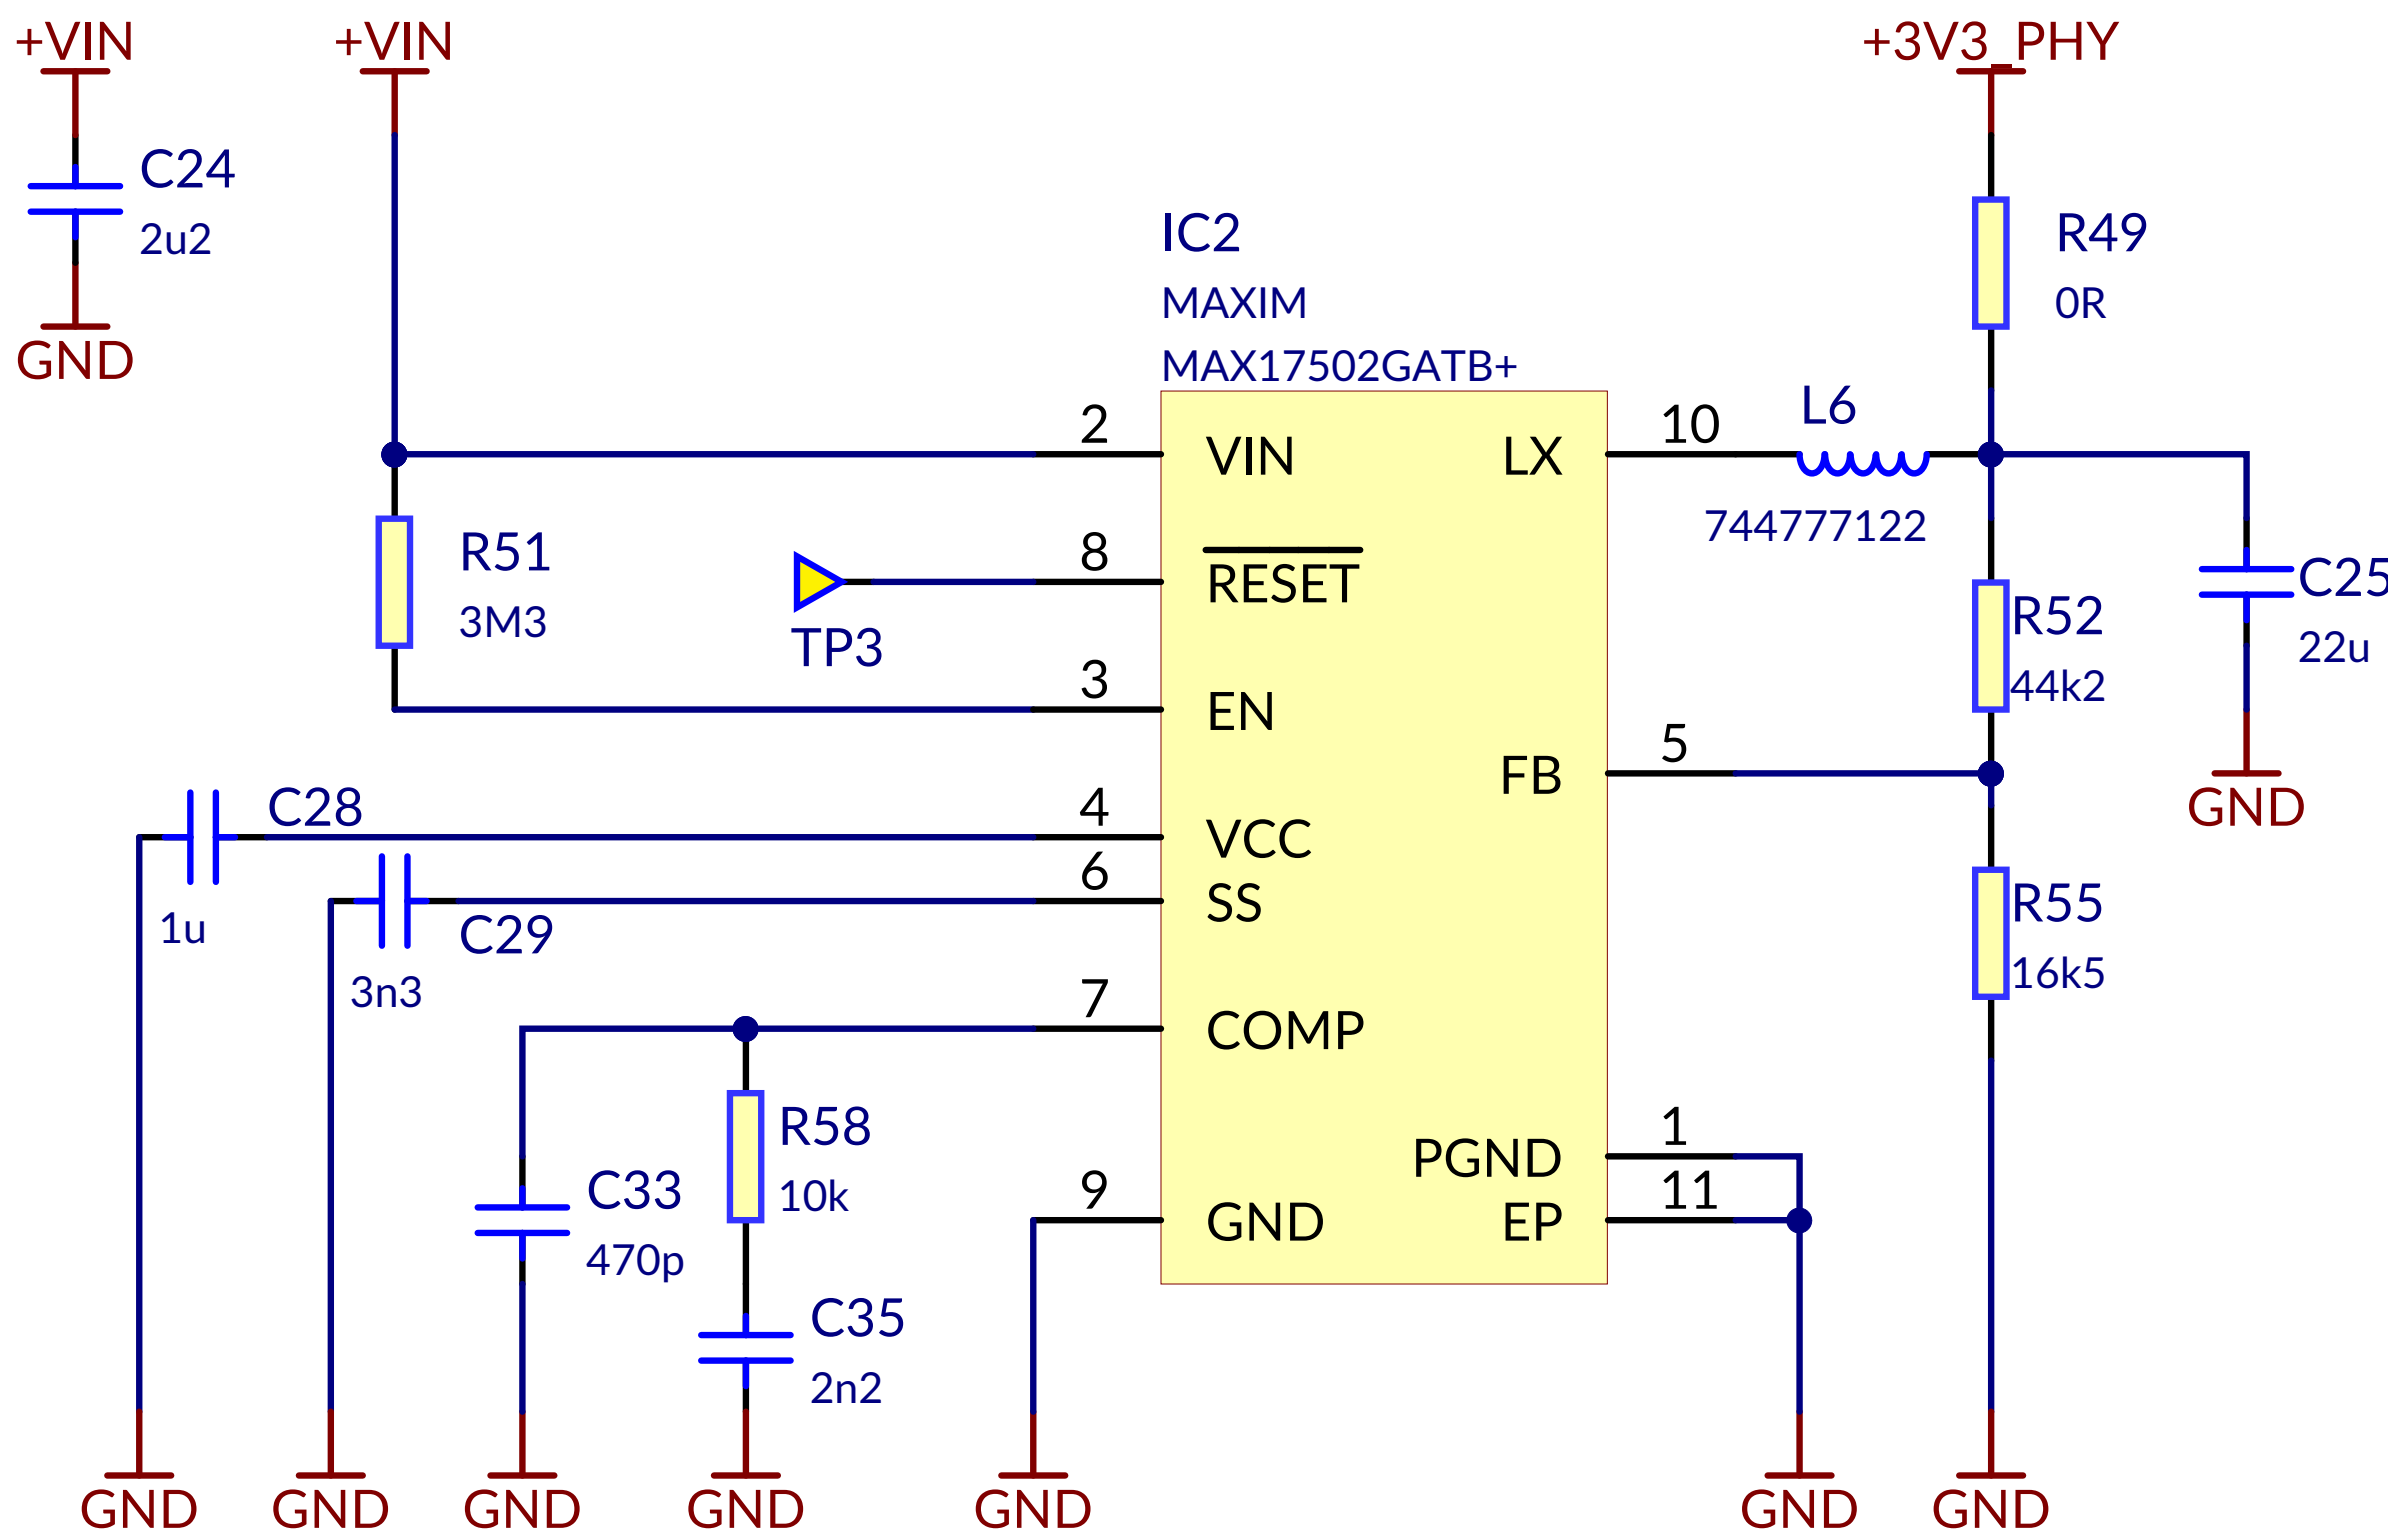 +VIN
+VIN
+3V3_PHY
C24
2u2
GND
IC2
MAXIM
MAX17502GATB+
R49
0R
2
VIN
LX
10
L6
744777122
R51
3M3
8
RESET
TP3
C25
22u
R52
44k2
3
EN
5
FB
GND
C28
1u
4
VCC
6
SS
C29
3n3
R55
16k5
7
COMP
R58
10k
1
PGND
C33
470p
9
GND
11
EP
C35
2n2
GND
GND
GND
GND
GND
GND
GND